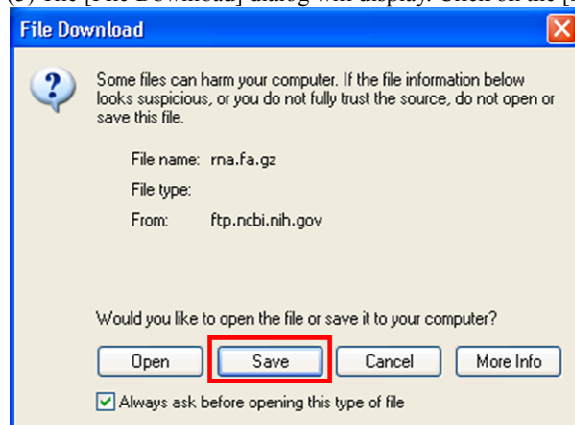 File Download
Some files can harm your computer. If the file information below
looks suspicious, or you do not fully trust the source, do not open or
save this file.
File name: rna.fa.gz
File type:
From: ftp.ncbi.nih.gov
Would you like to open the file or save it to your computer?
Open Save Cancel More Info
Always ask before opening this type of file